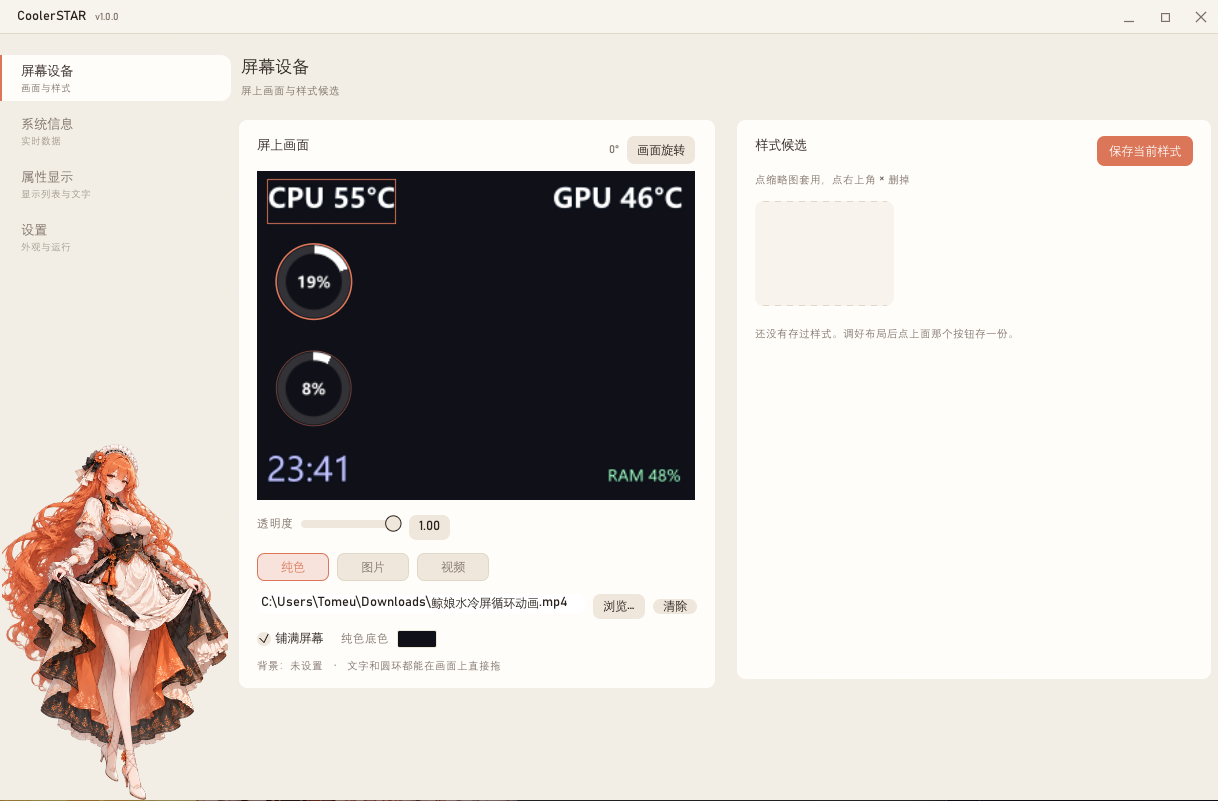 CoolerSTAR v1.0.0
屏幕设备
画面与样式
系统信息
实时数据
属性显示
显示列表与文字
设置
外观与运行
屏幕设备
屏上画面与样式候选
屏上画面
0°
画面旋转
CPU 55°C
GPU 46°C
19%
8%
23:41
RAM 48%
透明度
1.00
纯色
图片
视频
C:\Users\Tomeu\Downloads\鲸娘水冷屏循环动画.mp4
浏览…
清除
铺满屏幕
纯色底色
背景：未设置 · 文字和圆环都能在画面上直接拖
样式候选
保存当前样式
点缩略图套用，点右上角 × 删掉
还没有存过样式。调好布局后点上面那个按钮存一份。